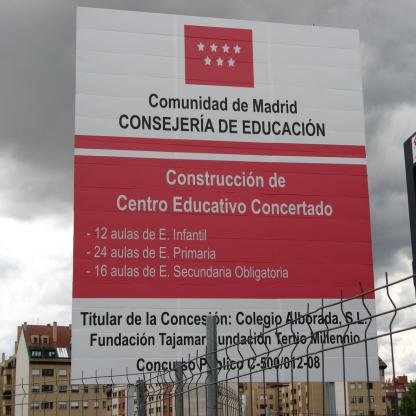 Comunidad de Madrid
CONSEJERÍA DE EDUCACIÓN
Construcción de
Centro Educativo Concertado
- 12 aulas de E. Infantil
- 24 aulas de E. Primaria
- 16 aulas de E. Secundaria Obligatoria
Titular de la Concesión: Colegio Alborada, S.L.
Fundación Tajamar Fundación Tertio Millennio
Concurso Público C-500/012-08